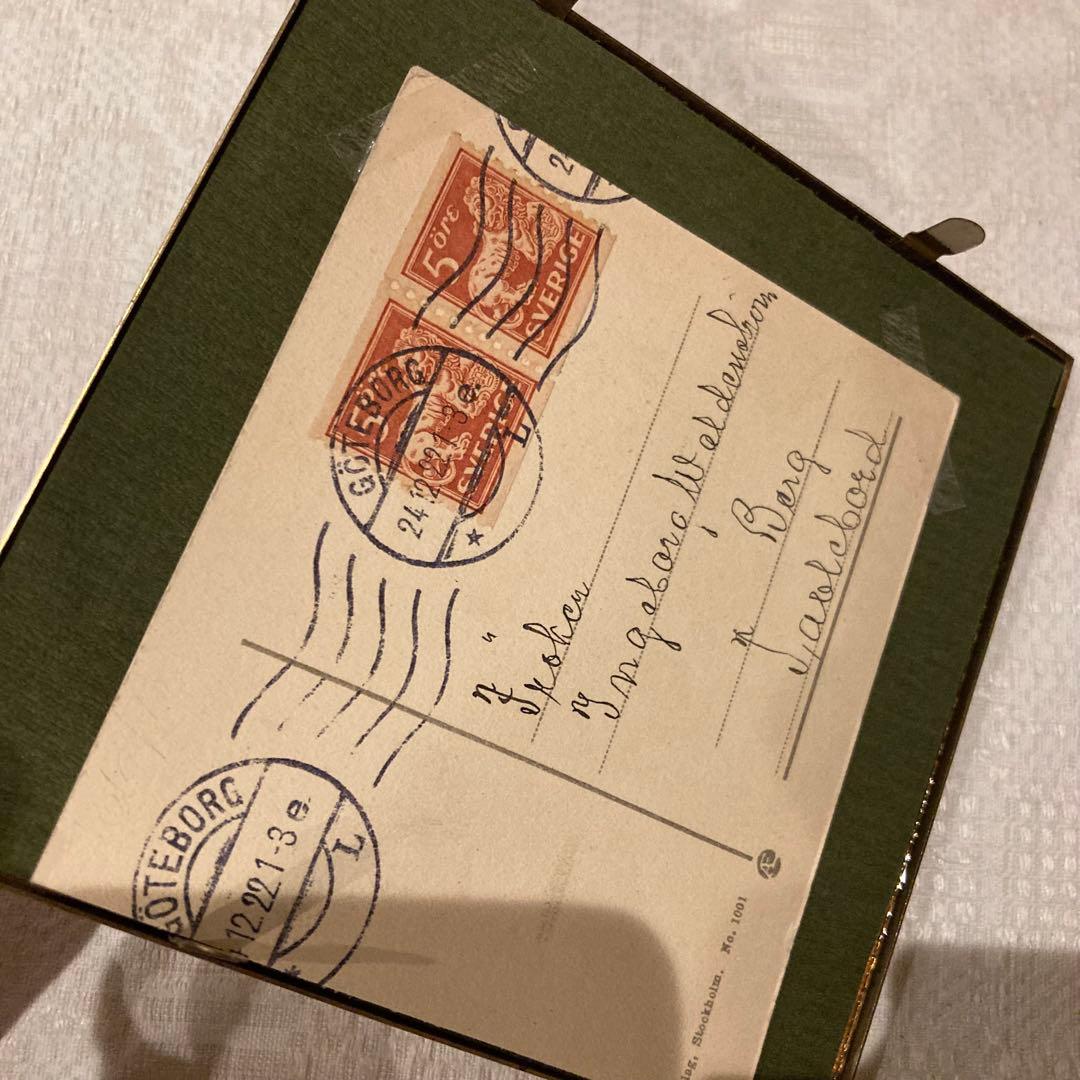 5 ÖRE
SVERIGE
GÖTEBORG
24.12.22 1-3 e.
L
GÖTEBORG
12.22 1-3 e.
L
Fröken
Ingeborg Waldenström
Berg
No. 1001
lag, Stockholm.